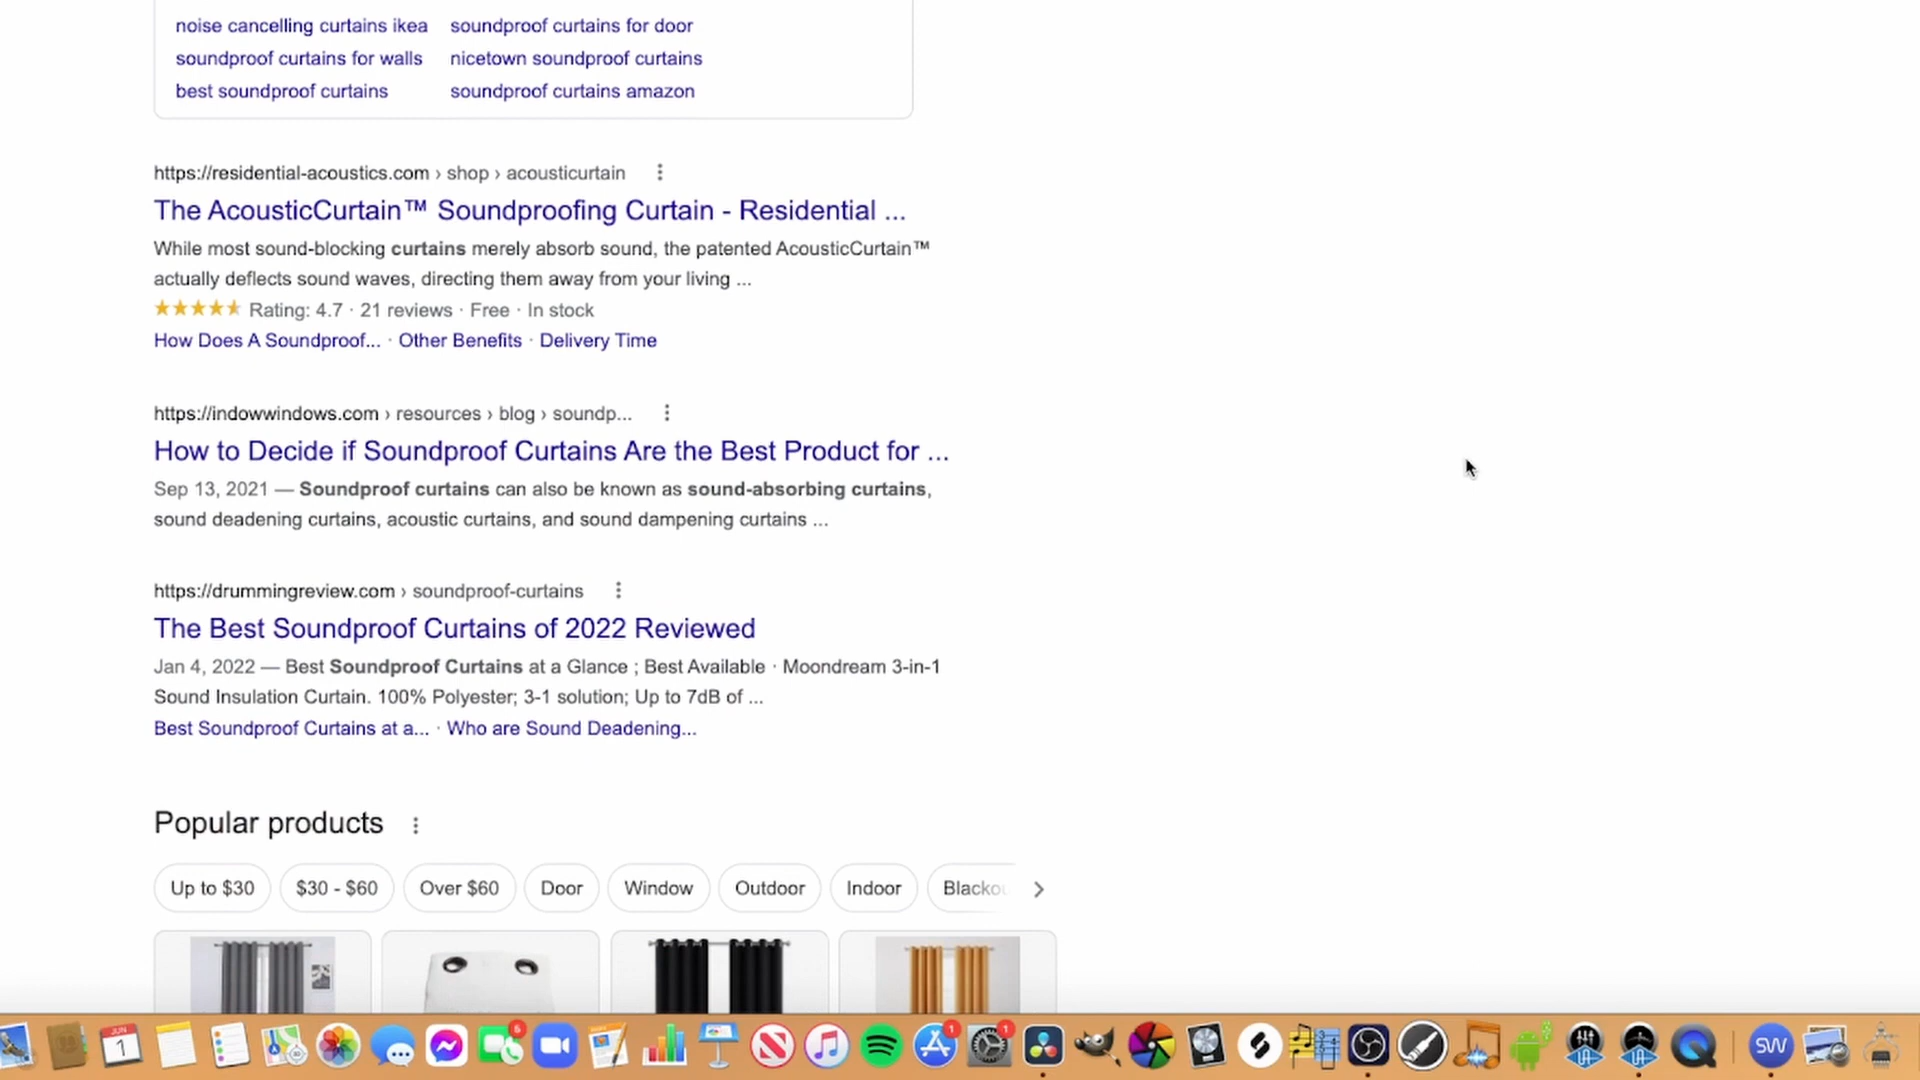 noise cancelling curtains ikea
soundproof curtains for door
soundproof curtains for walls
nicetown soundproof curtains
best soundproof curtains
soundproof curtains amazon
https://residential-acoustics.com › shop › acousticurtain
The AcousticCurtain™ Soundproofing Curtain - Residential ...
While most sound-blocking curtains merely absorb sound, the patented AcousticCurtain™
actually deflects sound waves, directing them away from your living ...
Rating: 4.7 · 21 reviews · Free · In stock
How Does A Soundproof... · Other Benefits · Delivery Time
https://indowwindows.com › resources › blog › soundp...
How to Decide if Soundproof Curtains Are the Best Product for ...
Sep 13, 2021 — Soundproof curtains can also be known as sound-absorbing curtains,
sound deadening curtains, acoustic curtains, and sound dampening curtains ...
https://drummingreview.com › soundproof-curtains
The Best Soundproof Curtains of 2022 Reviewed
Jan 4, 2022 — Best Soundproof Curtains at a Glance ; Best Available · Moondream 3-in-1
Sound Insulation Curtain. 100% Polyester; 3-1 solution; Up to 7dB of ...
Best Soundproof Curtains at a... · Who are Sound Deadening...
Popular products
Up to $30
$30 - $60
Over $60
Door
Window
Outdoor
Indoor
Blackou
JUN
1
6
1
1
SW